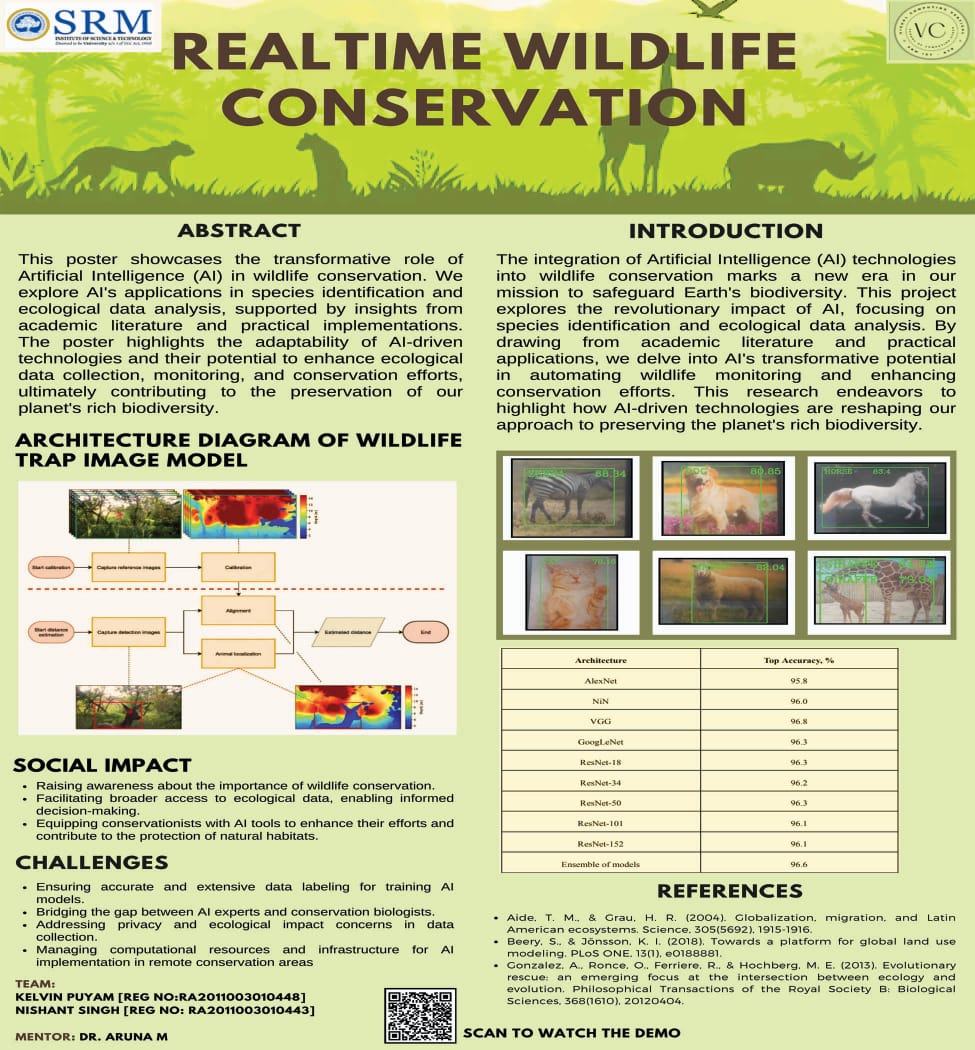 SRM
INSTITUTE OF SCIENCE & TECHNOLOGY
Deemed to be University u/s 3 of UGC Act, 1956
VC
REALTIME WILDLIFE
CONSERVATION
ABSTRACT
This poster showcases the transformative role of
Artificial Intelligence (AI) in wildlife conservation. We
explore AI's applications in species identification and
ecological data analysis, supported by insights from
academic literature and practical implementations.
The poster highlights the adaptability of AI-driven
technologies and their potential to enhance ecological
data collection, monitoring, and conservation efforts,
ultimately contributing to the preservation of our
planet's rich biodiversity.
ARCHITECTURE DIAGRAM OF WILDLIFE
TRAP IMAGE MODEL
Start calibration
Capture reference images
Calibration
Alignment
Start distance
estimation
Capture detection images
Animal localization
Estimated distance
End
SOCIAL IMPACT
• Raising awareness about the importance of wildlife conservation.
• Facilitating broader access to ecological data, enabling informed
decision-making.
• Equipping conservationists with AI tools to enhance their efforts and
contribute to the protection of natural habitats.
CHALLENGES
• Ensuring accurate and extensive data labeling for training AI
models.
• Bridging the gap between AI experts and conservation biologists.
• Addressing privacy and ecological impact concerns in data
collection.
• Managing computational resources and infrastructure for AI
implementation in remote conservation areas
TEAM:
KELVIN PUYAM [REG NO:RA2011003010448]
NISHANT SINGH [REG NO: RA2011003010443]
MENTOR: DR. ARUNA M
INTRODUCTION
The integration of Artificial Intelligence (AI) technologies
into wildlife conservation marks a new era in our
mission to safeguard Earth's biodiversity. This project
explores the revolutionary impact of AI, focusing on
species identification and ecological data analysis. By
drawing from academic literature and practical
applications, we delve into AI's transformative potential
in automating wildlife monitoring and enhancing
conservation efforts. This research endeavors to
highlight how AI-driven technologies are reshaping our
approach to preserving the planet's rich biodiversity.
88.34
DOG 80.85
HORSE 83.4
82.04
Architecture Top Accuracy, %
AlexNet 95.8
NiN 96.0
VGG 96.8
GoogLeNet 96.3
ResNet-18 96.3
ResNet-34 96.2
ResNet-50 96.3
ResNet-101 96.1
ResNet-152 96.1
Ensemble of models 96.6
REFERENCES
• Aide, T. M., & Grau, H. R. (2004). Globalization, migration, and Latin
American ecosystems. Science, 305(5692), 1915-1916.
• Beery, S., & Jönsson, K. I. (2018). Towards a platform for global land use
modeling. PLoS ONE, 13(1), e0188881.
• Gonzalez, A., Ronce, O., Ferriere, R., & Hochberg, M. E. (2013). Evolutionary
rescue: an emerging focus at the intersection between ecology and
evolution. Philosophical Transactions of the Royal Society B: Biological
Sciences, 368(1610), 20120404.
SCAN TO WATCH THE DEMO